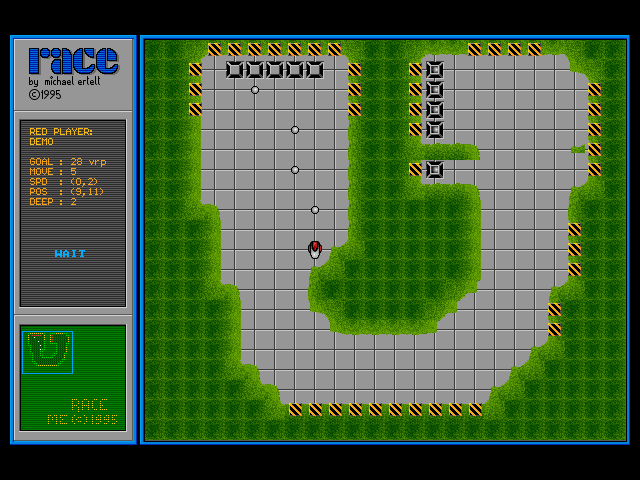 race
by michael ertelt
©1995
RED PLAYER:
DEMO
GOAL : 28 vrp
MOVE : 5
SPD : (0,2)
POS : (9,11)
DEEP : 2
WAIT
RACE
ME(c)1995